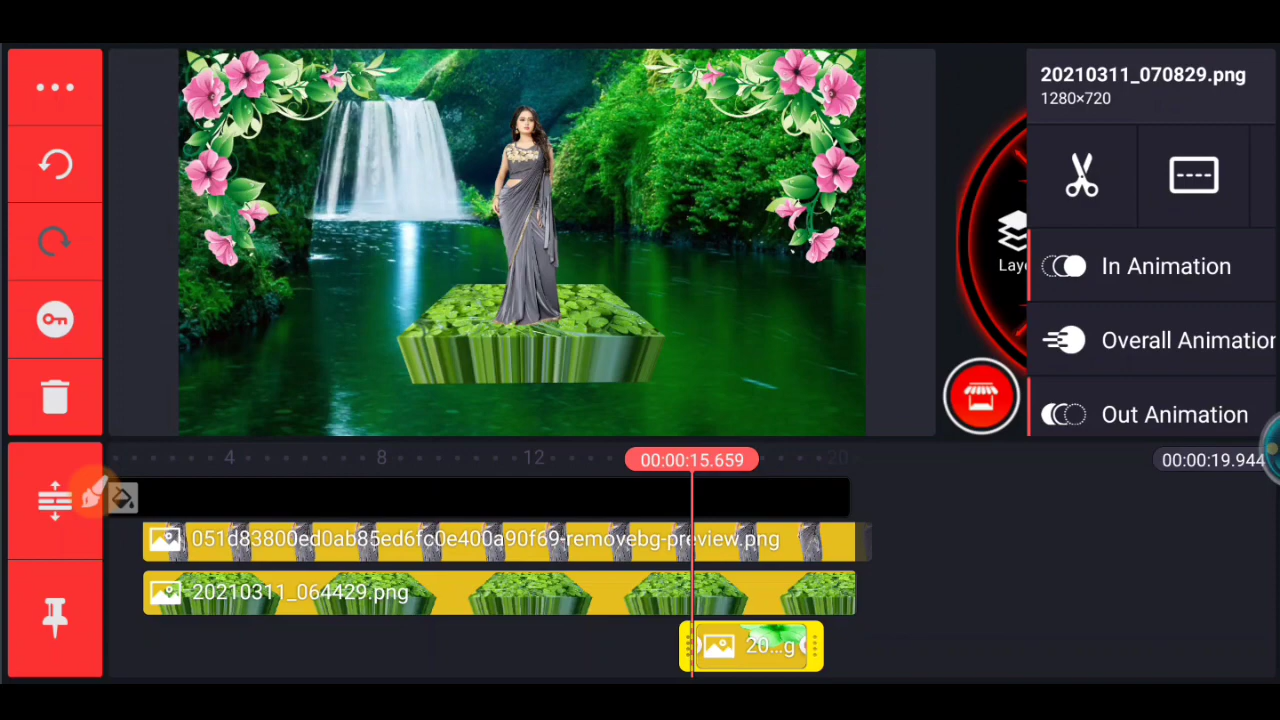 20210311_070829.png
1280×720
Laye
In Animation
Overall Animation
Out Animation
4
8
12
00:00:15.659
20
00:00:19.944
051d83800ed0ab85ed6fc0e400a90f69-removebg-preview.png
20210311_064429.png
20...g